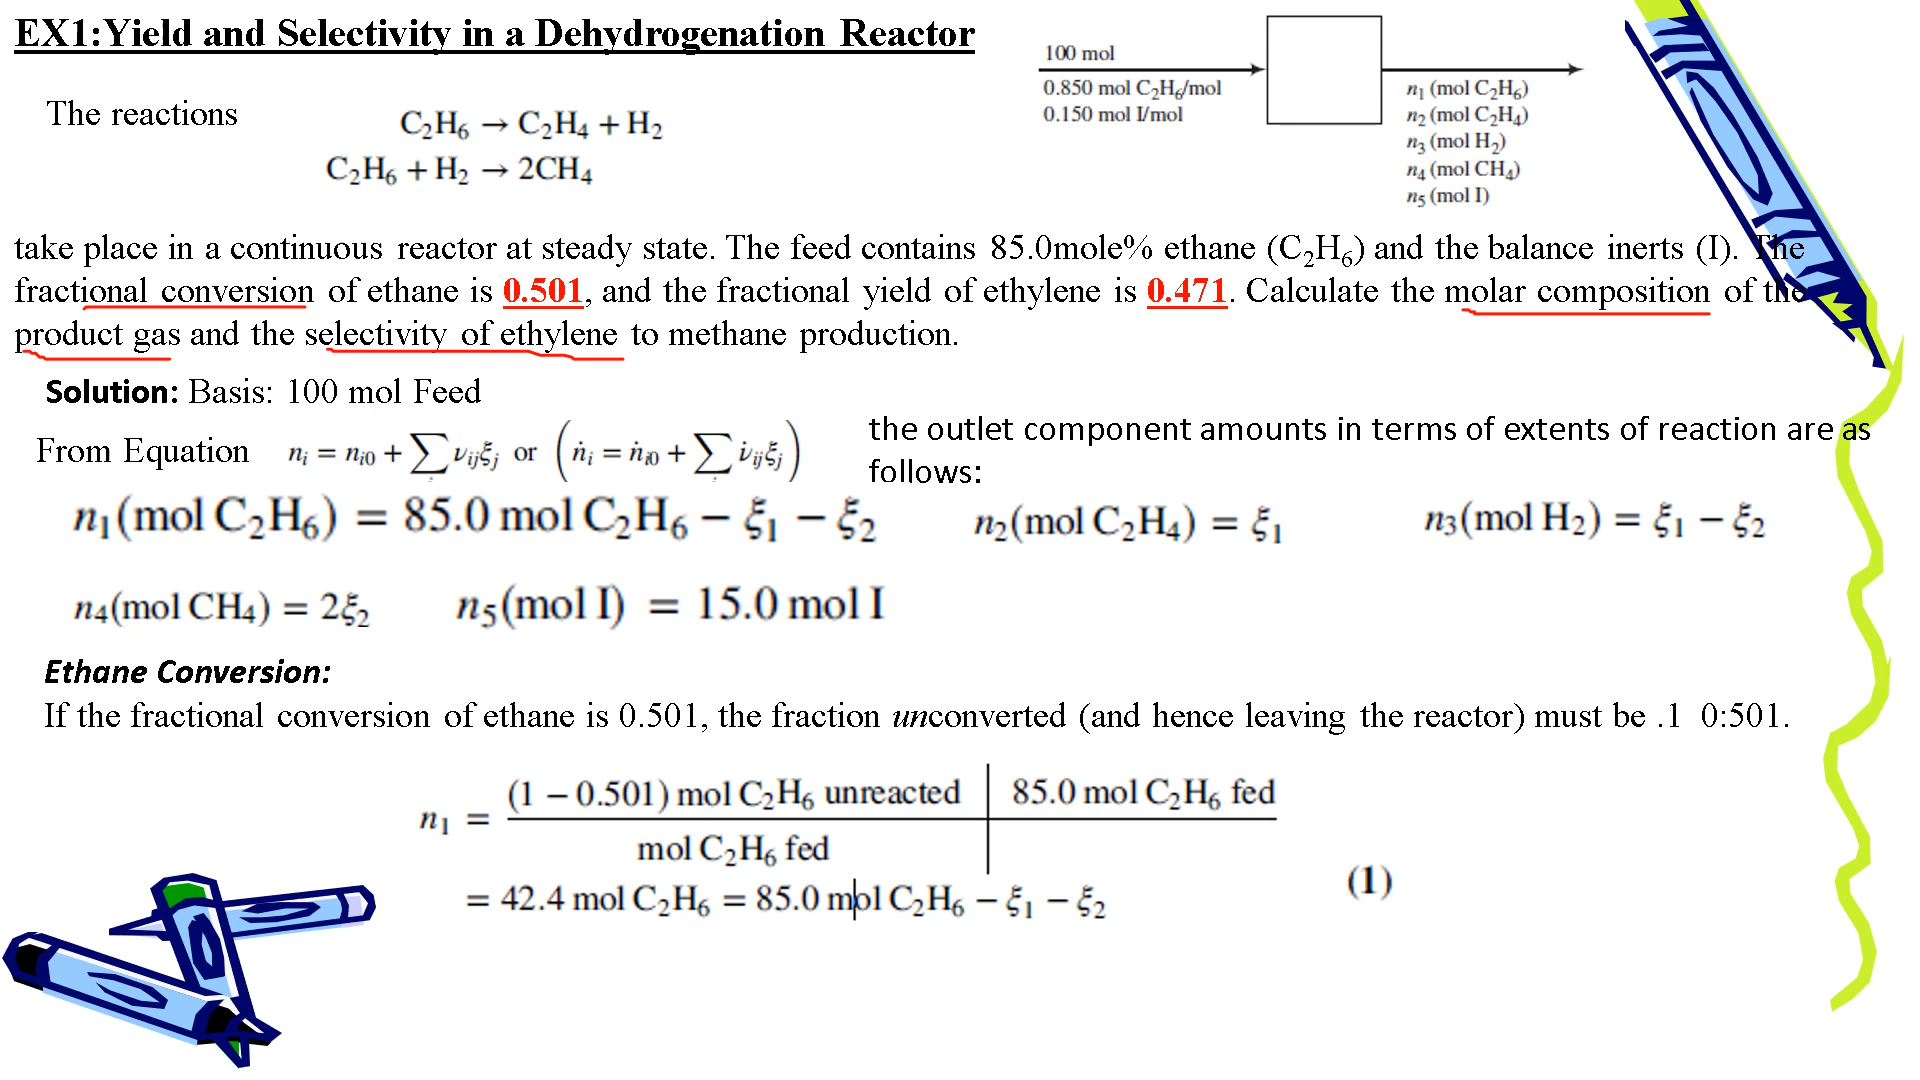 EX1:Yield and Selectivity in a Dehydrogenation Reactor
100 mol
0.850 mol C₂H₆/mol
0.150 mol I/mol
n₁ (mol C₂H₆)
n₂ (mol C₂H₄)
n₃ (mol H₂)
n₄ (mol CH₄)
n₅ (mol I)
The reactions
C₂H₆ → C₂H₄ + H₂
C₂H₆ + H₂ → 2CH₄
take place in a continuous reactor at steady state. The feed contains 85.0mole% ethane (C₂H₆) and the balance inerts (I). The
fractional conversion of ethane is 0.501, and the fractional yield of ethylene is 0.471. Calculate the molar composition of the
product gas and the selectivity of ethylene to methane production.
Solution: Basis: 100 mol Feed
From Equation nᵢ = nᵢ₀ + ∑ νᵢⱼξⱼ or (ṅᵢ = ṅᵢ₀ + ∑ ν̇ᵢⱼξⱼ)
the outlet component amounts in terms of extents of reaction are as
follows:
n₁(mol C₂H₆) = 85.0 mol C₂H₆ − ξ₁ − ξ₂
n₂(mol C₂H₄) = ξ₁
n₃(mol H₂) = ξ₁ − ξ₂
n₄(mol CH₄) = 2ξ₂
n₅(mol I) = 15.0 mol I
Ethane Conversion:
If the fractional conversion of ethane is 0.501, the fraction unconverted (and hence leaving the reactor) must be .1 0:501.
n₁ =
(1 − 0.501) mol C₂H₆ unreacted
85.0 mol C₂H₆ fed
mol C₂H₆ fed
= 42.4 mol C₂H₆ = 85.0 mol C₂H₆ − ξ₁ − ξ₂
(1)